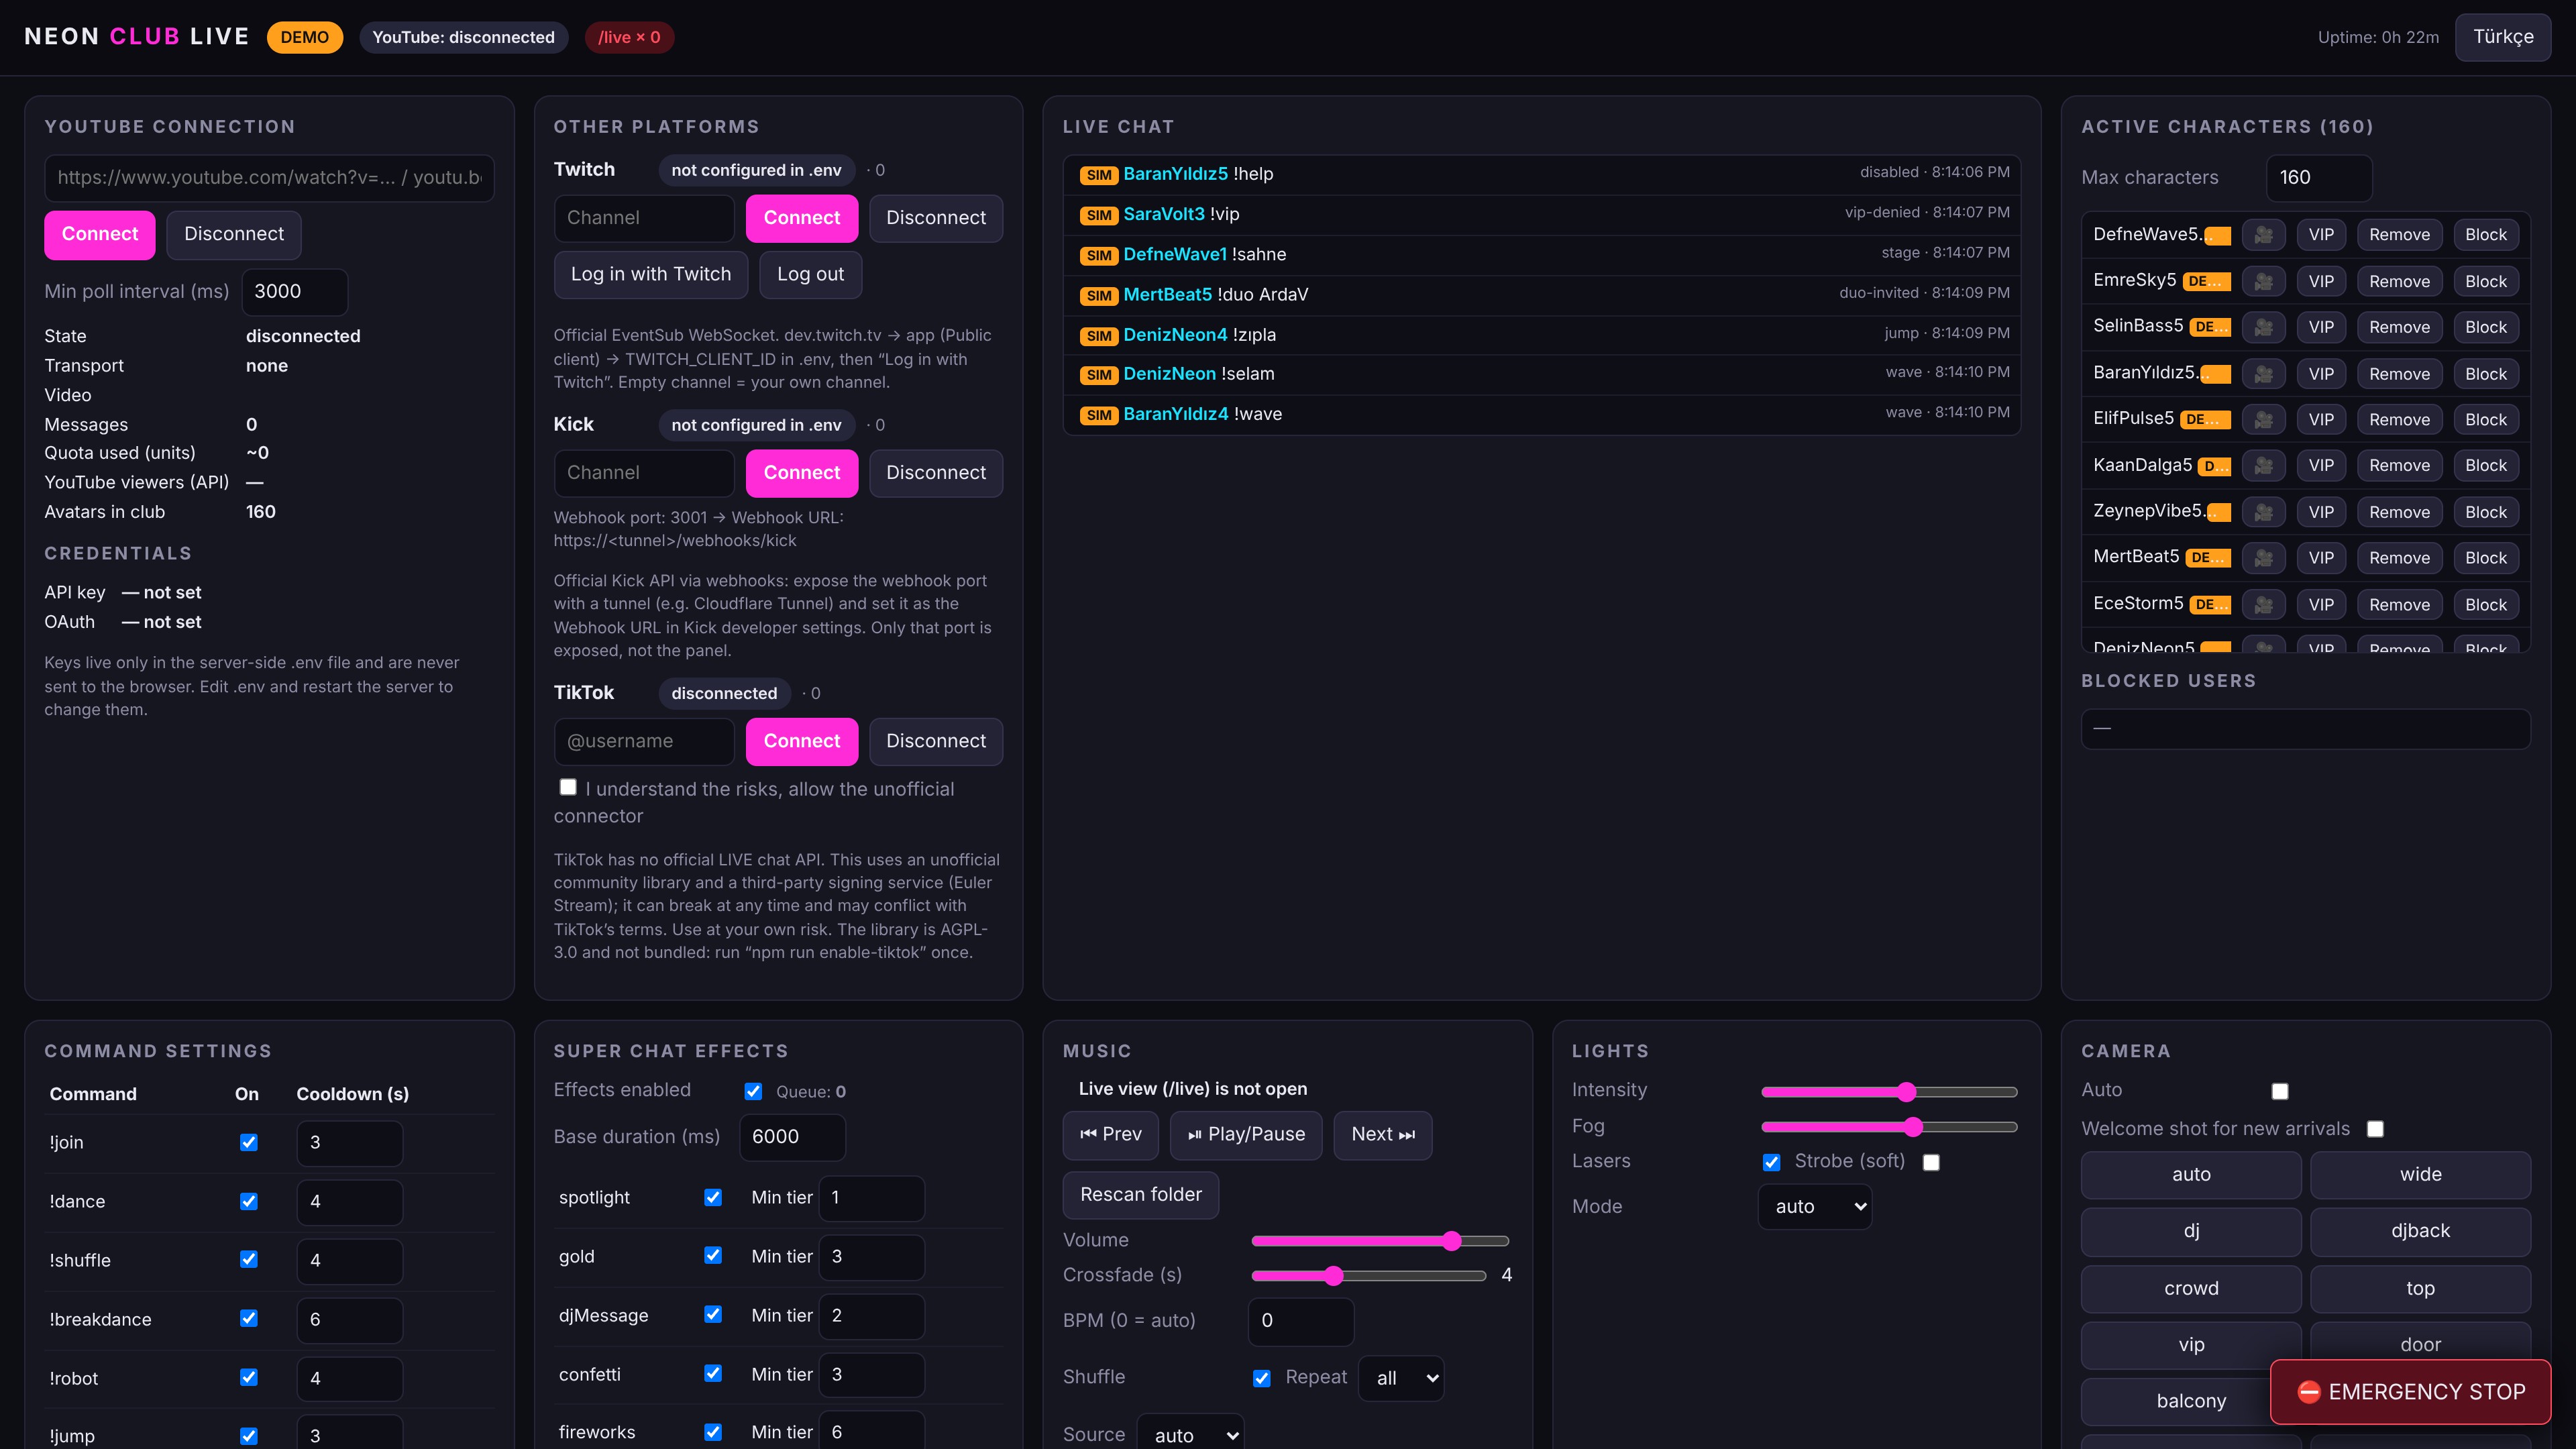 NEON CLUB LIVE DEMO YouTube: disconnected /live × 0 Uptime: 0h 22m Türkçe
YOUTUBE CONNECTION
https://www.youtube.com/watch?v=... / youtu.b
Connect Disconnect
Min poll interval (ms) 3000
State disconnected
Transport none
Video
Messages 0
Quota used (units) ~0
YouTube viewers (API) —
Avatars in club 160
CREDENTIALS
API key — not set
OAuth — not set
Keys live only in the server-side .env file and are never
sent to the browser. Edit .env and restart the server to
change them.
OTHER PLATFORMS
Twitch not configured in .env · 0
Channel Connect Disconnect
Log in with Twitch Log out
Official EventSub WebSocket. dev.twitch.tv → app (Public
client) → TWITCH_CLIENT_ID in .env, then “Log in with
Twitch”. Empty channel = your own channel.
Kick not configured in .env · 0
Channel Connect Disconnect
Webhook port: 3001 → Webhook URL:
https://<tunnel>/webhooks/kick
Official Kick API via webhooks: expose the webhook port
with a tunnel (e.g. Cloudflare Tunnel) and set it as the
Webhook URL in Kick developer settings. Only that port is
exposed, not the panel.
TikTok disconnected · 0
@username Connect Disconnect
I understand the risks, allow the unofficial
connector
TikTok has no official LIVE chat API. This uses an unofficial
community library and a third-party signing service (Euler
Stream); it can break at any time and may conflict with
TikTok’s terms. Use at your own risk. The library is AGPL-
3.0 and not bundled: run “npm run enable-tiktok” once.
LIVE CHAT
SIM BaranYıldız5 !help disabled · 8:14:06 PM
SIM SaraVolt3 !vip vip-denied · 8:14:07 PM
SIM DefneWave1 !sahne stage · 8:14:07 PM
SIM MertBeat5 !duo ArdaV duo-invited · 8:14:09 PM
SIM DenizNeon4 !zıpla jump · 8:14:09 PM
SIM DenizNeon !selam wave · 8:14:10 PM
SIM BaranYıldız4 !wave wave · 8:14:10 PM
ACTIVE CHARACTERS (160)
Max characters 160
DefneWave5... 🎥 VIP Remove Block
EmreSky5 DE... 🎥 VIP Remove Block
SelinBass5 DE... 🎥 VIP Remove Block
BaranYıldız5... 🎥 VIP Remove Block
ElifPulse5 DE... 🎥 VIP Remove Block
KaanDalga5 D... 🎥 VIP Remove Block
ZeynepVibe5... 🎥 VIP Remove Block
MertBeat5 DE... 🎥 VIP Remove Block
EceStorm5 DE... 🎥 VIP Remove Block
DenizNeon5 🎥 VIP Remove Block
BLOCKED USERS
—
COMMAND SETTINGS
Command On Cooldown (s)
!join 3
!dance 4
!shuffle 4
!breakdance 6
!robot 4
!jump 3
SUPER CHAT EFFECTS
Effects enabled Queue: 0
Base duration (ms) 6000
spotlight Min tier 1
gold Min tier 3
djMessage Min tier 2
confetti Min tier 3
fireworks Min tier 6
MUSIC
Live view (/live) is not open
⏮ Prev ⏯ Play/Pause Next ⏭
Rescan folder
Volume
Crossfade (s) 4
BPM (0 = auto) 0
Shuffle Repeat all
Source auto
LIGHTS
Intensity
Fog
Lasers Strobe (soft)
Mode auto
CAMERA
Auto
Welcome shot for new arrivals
auto wide
dj djback
crowd top
vip door
balcony
⛔ EMERGENCY STOP